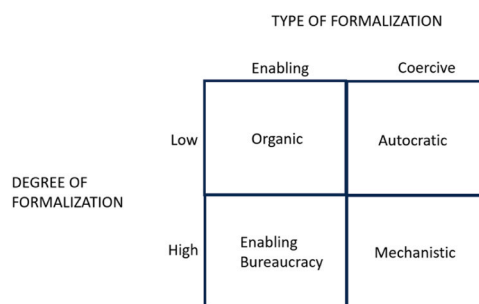 TYPE OF FORMALIZATION
Enabling
Coercive
Low
Organic
Autocratic
DEGREE OF
FORMALIZATION
High
Enabling
Bureaucracy
Mechanistic